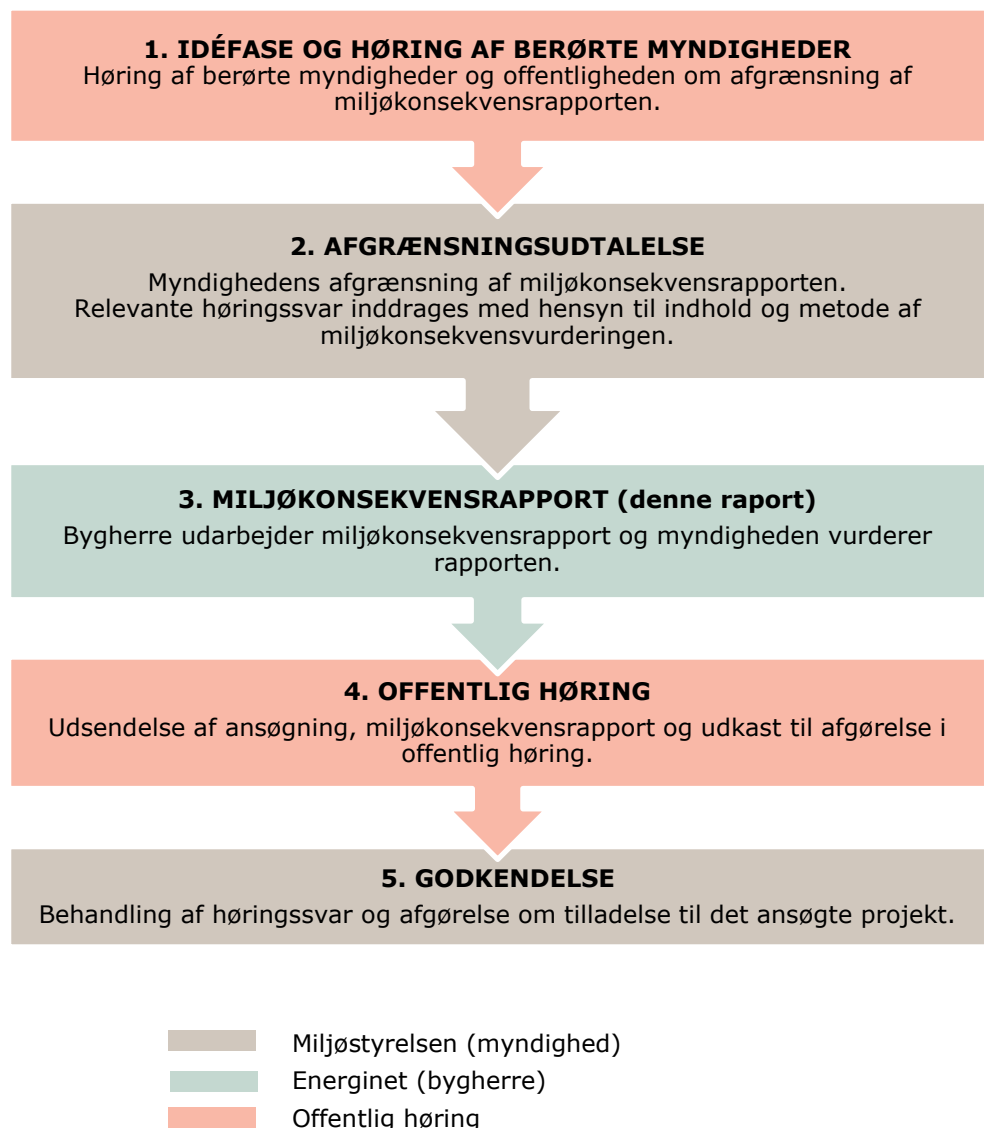 1. IDÉFASE OG HØRING AF BERØRTE MYNDIGHEDER
Høring af berørte myndigheder og offentligheden om afgrænsning af
miljøkonsekvensrapporten.
2. AFGRÆNSNINGSUDTALELSE
Myndighedens afgrænsning af miljøkonsekvensrapporten.
Relevante høringssvar inddrages med hensyn til indhold og metode af
miljøkonsekvensvurderingen.
3. MILJØKONSEKVENSRAPPORT (denne raport)
Bygherre udarbejder miljøkonsekvensrapport og myndigheden vurderer
rapporten.
4. OFFENTLIG HØRING
Udsendelse af ansøgning, miljøkonsekvensrapport og udkast til afgørelse i
offentlig høring.
5. GODKENDELSE
Behandling af høringssvar og afgørelse om tilladelse til det ansøgte projekt.
Miljøstyrelsen (myndighed)
Energinet (bygherre)
Offentlig høring